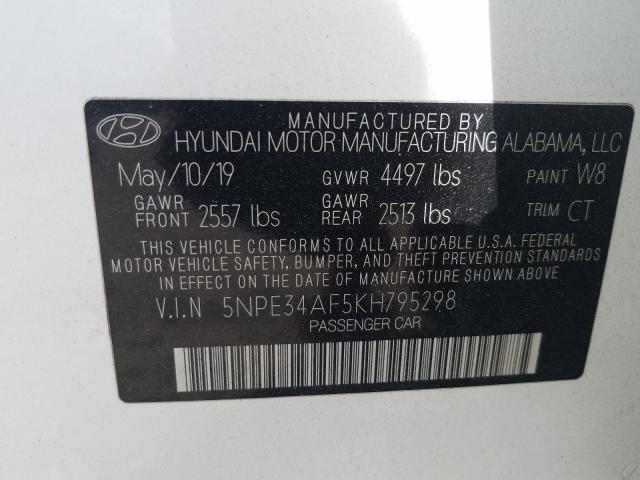 MANUFACTURED BY
HYUNDAI MOTOR MANUFACTURING ALABAMA, LLC
May/10/19 GVWR 4497 lbs PAINT W8
GAWR FRONT 2557 lbs GAWR REAR 2513 lbs TRIM CT
THIS VEHICLE CONFORMS TO ALL APPLICABLE U.S.A. FEDERAL
MOTOR VEHICLE SAFETY, BUMPER, AND THEFT PREVENTION STANDARDS
IN EFFECT ON THE DATE OF MANUFACTURE SHOWN ABOVE
V.I.N 5NPE34AF5KH795298
PASSENGER CAR